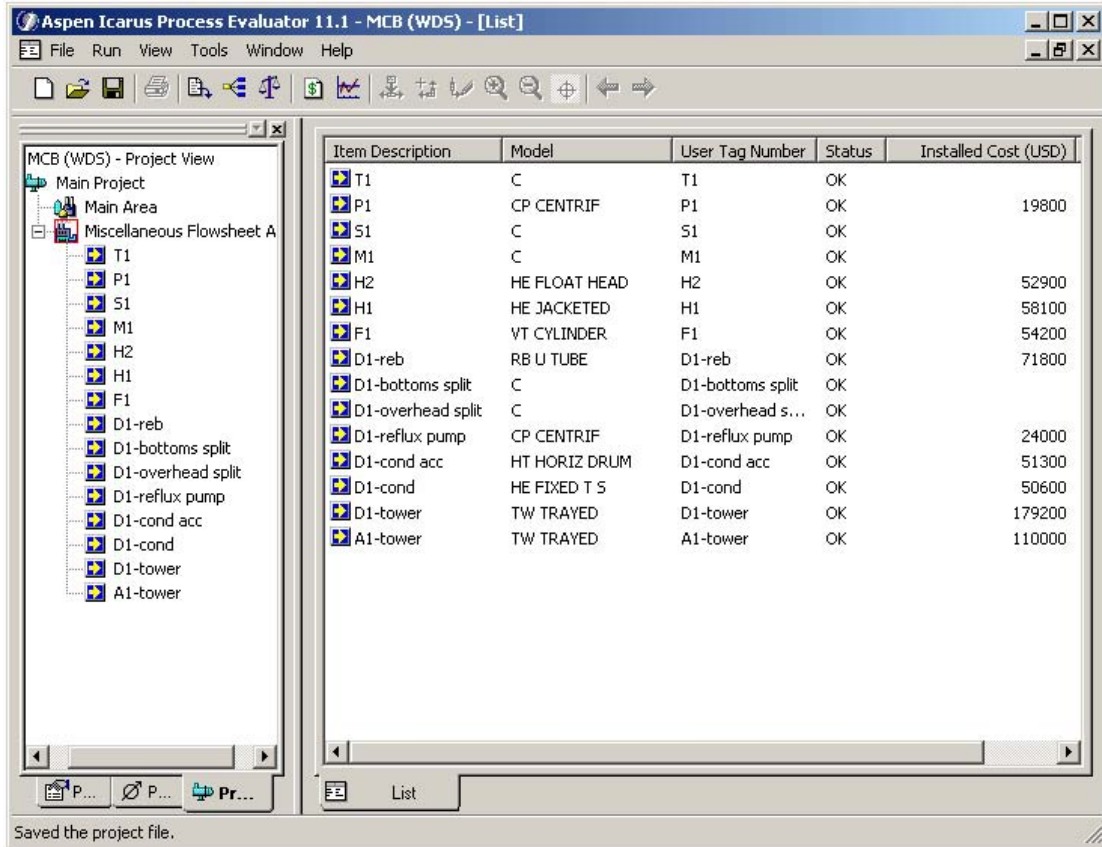 Aspen Icarus Process Evaluator 11.1 - MCB (WDS) - [List]
File Run View Tools Window Help
MCB (WDS) - Project View
Main Project
Main Area
Miscellaneous Flowsheet A
T1
P1
S1
M1
H2
H1
F1
D1-reb
D1-bottoms split
D1-overhead split
D1-reflux pump
D1-cond acc
D1-cond
D1-tower
A1-tower
P... P... Pr...
Item Description Model User Tag Number Status Installed Cost (USD)
T1 C T1 OK
P1 CP CENTRIF P1 OK 19800
S1 C S1 OK
M1 C M1 OK
H2 HE FLOAT HEAD H2 OK 52900
H1 HE JACKETED H1 OK 58100
F1 VT CYLINDER F1 OK 54200
D1-reb RB U TUBE D1-reb OK 71800
D1-bottoms split C D1-bottoms split OK
D1-overhead split C D1-overhead s... OK
D1-reflux pump CP CENTRIF D1-reflux pump OK 24000
D1-cond acc HT HORIZ DRUM D1-cond acc OK 51300
D1-cond HE FIXED T S D1-cond OK 50600
D1-tower TW TRAYED D1-tower OK 179200
A1-tower TW TRAYED A1-tower OK 110000
List
Saved the project file.